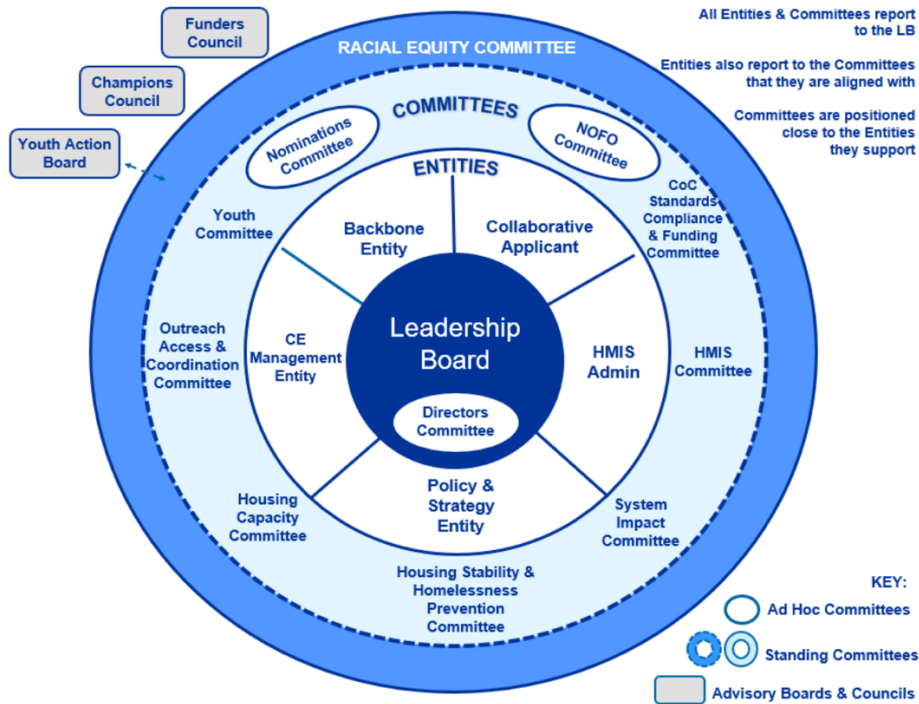 Funders
Council
Champions
Council
Youth Action
Board
All Entities & Committees report
to the LB
Entities also report to the Committees
that they are aligned with
Committees are positioned
close to the Entities
they support
RACIAL EQUITY COMMITTEE
COMMITTEES
Nominations
Committee
NOFO
Committee
ENTITIES
Youth
Committee
CoC
Standards
Compliance
& Funding
Committee
Backbone
Entity
Collaborative
Applicant
Outreach
Access &
Coordination
Committee
CE
Management
Entity
Leadership
Board
Directors
Committee
HMIS
Admin
HMIS
Committee
Policy &
Strategy
Entity
Housing
Capacity
Committee
System
Impact
Committee
Housing Stability &
Homelessness
Prevention
Committee
KEY:
Ad Hoc Committees
Standing Committees
Advisory Boards & Councils